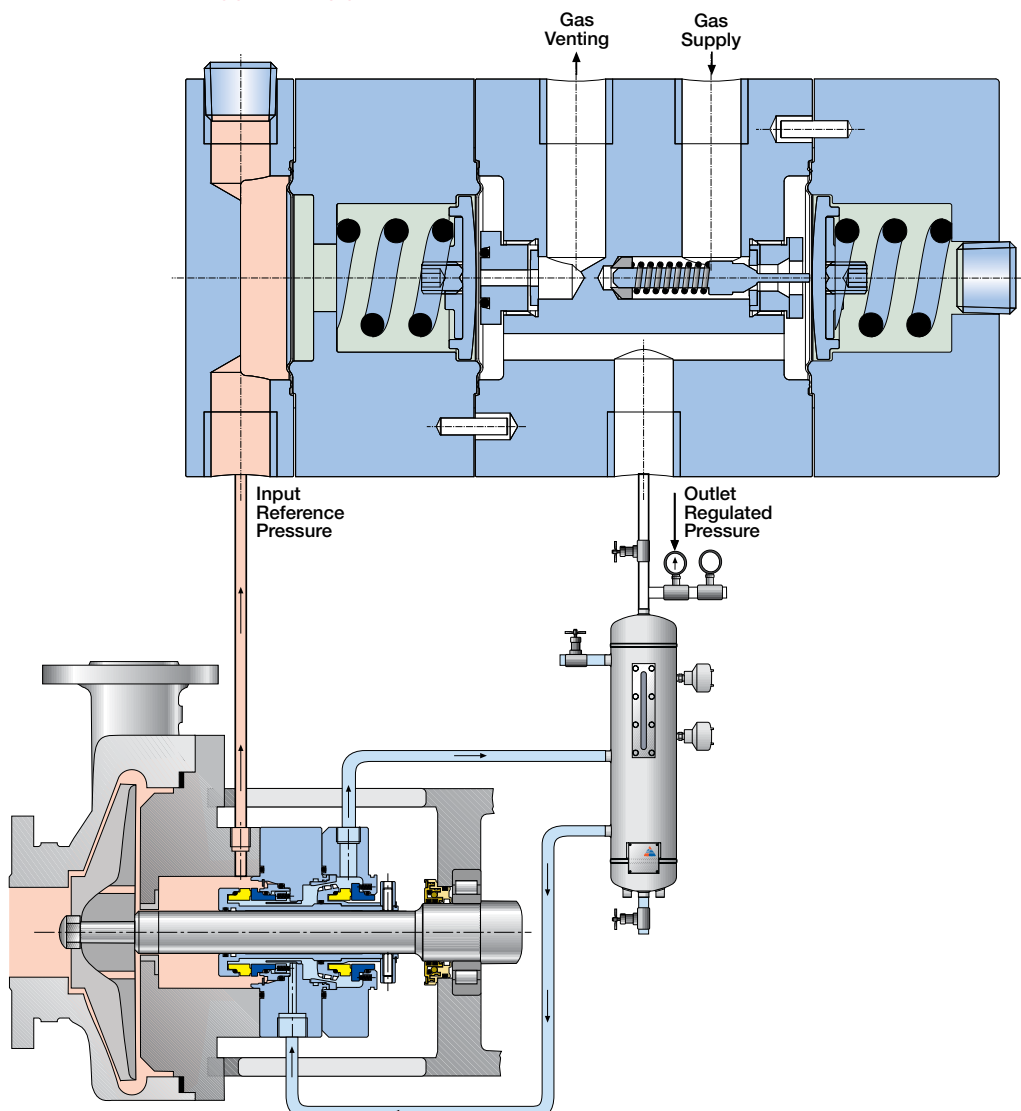 Gas
Venting
Gas
Supply
Input
Reference
Pressure
Outlet
Regulated
Pressure